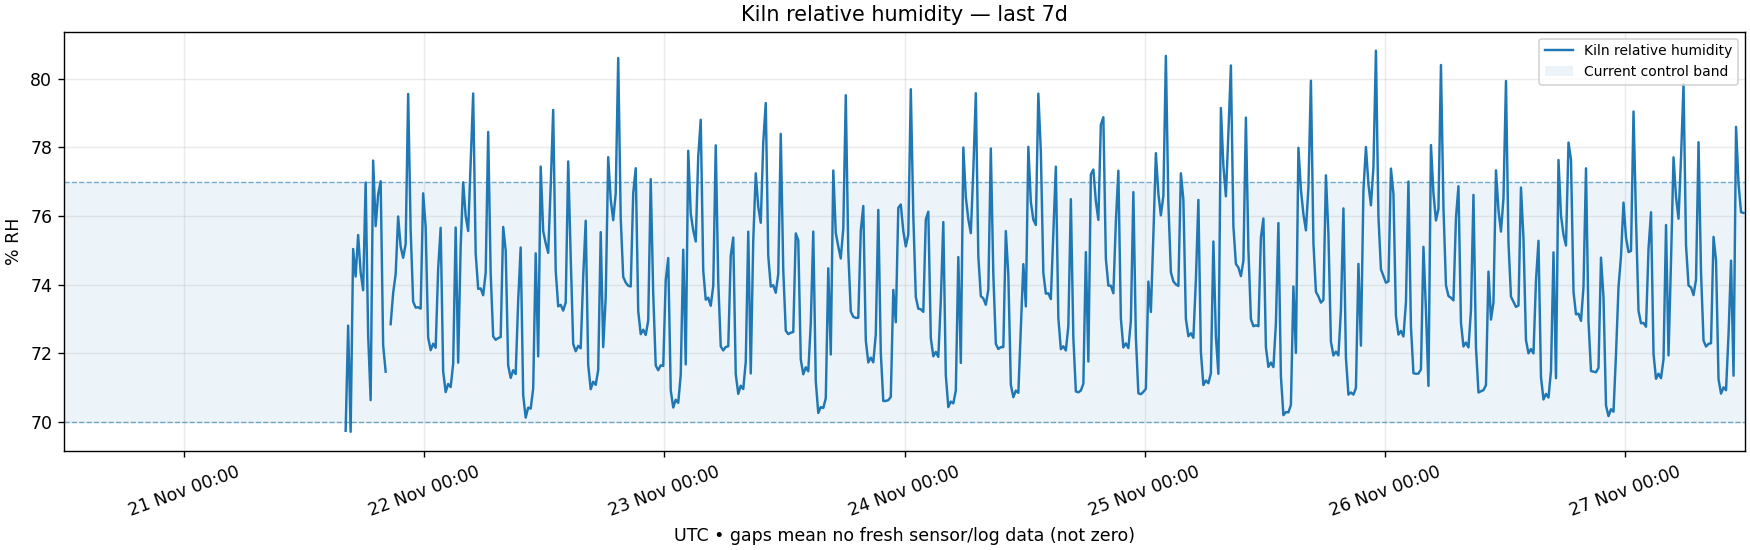 Kiln relative humidity — last 7d
Kiln relative humidity
Current control band
% RH
80
78
76
74
72
70
21 Nov 00:00
22 Nov 00:00
23 Nov 00:00
24 Nov 00:00
25 Nov 00:00
26 Nov 00:00
27 Nov 00:00
UTC • gaps mean no fresh sensor/log data (not zero)